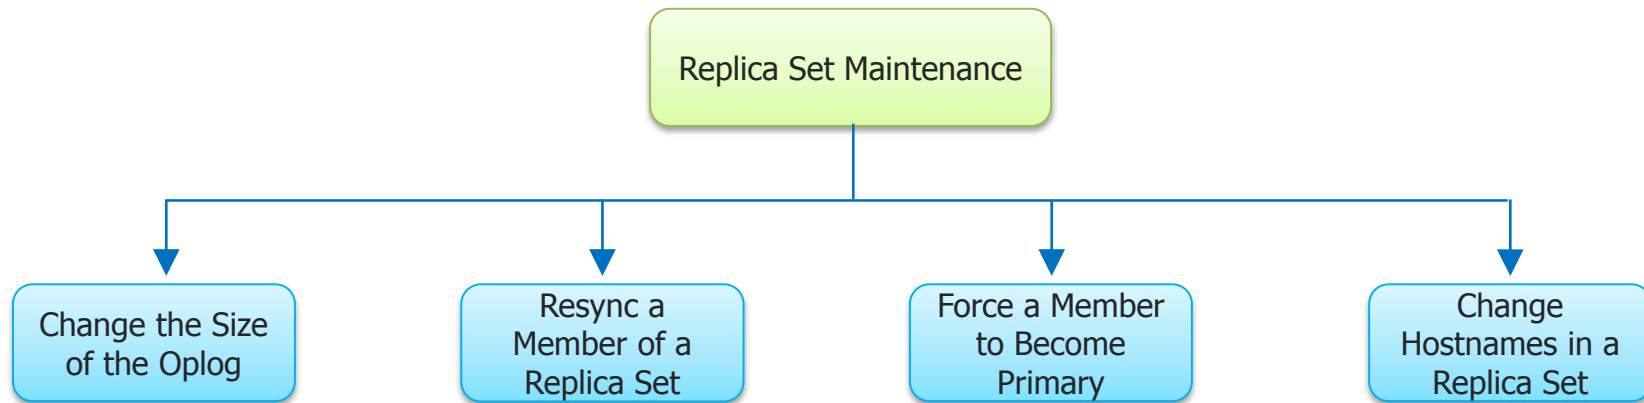 Replica Set Maintenance
Change the Size
of the Oplog
Resync a
Member of a
Replica Set
Force a Member
to Become
Primary
Change
Hostnames in a
Replica Set